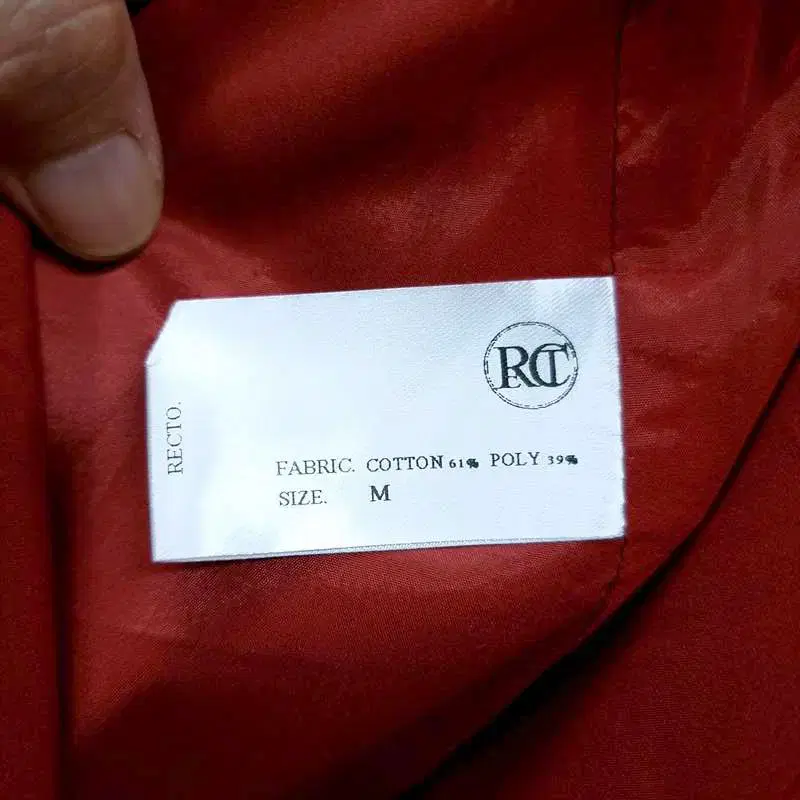 RCT
RECTO.
FABRIC. COTTON 61% POLY 39%
SIZE. M